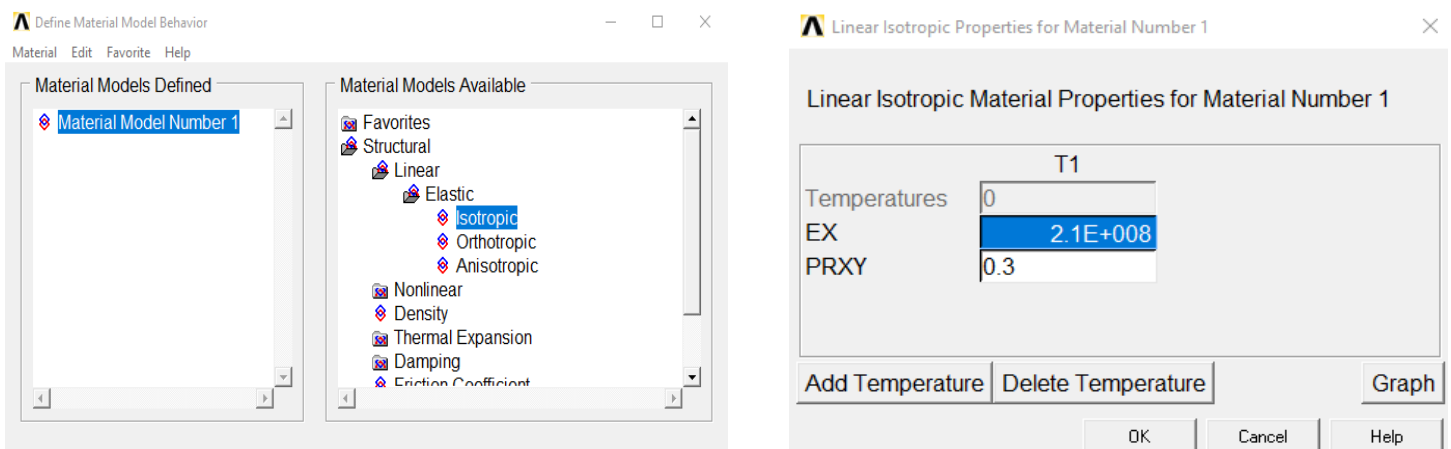 Define Material Model Behavior
Material Edit Favorite Help
Material Models Defined
Material Model Number 1
Material Models Available
Favorites
Structural
Linear
Elastic
Isotropic
Orthotropic
Anisotropic
Nonlinear
Density
Thermal Expansion
Damping
Friction Coefficient
Linear Isotropic Properties for Material Number 1
Linear Isotropic Material Properties for Material Number 1
T1
Temperatures 0
EX 2.1E+008
PRXY 0.3
Add Temperature Delete Temperature Graph
OK Cancel Help